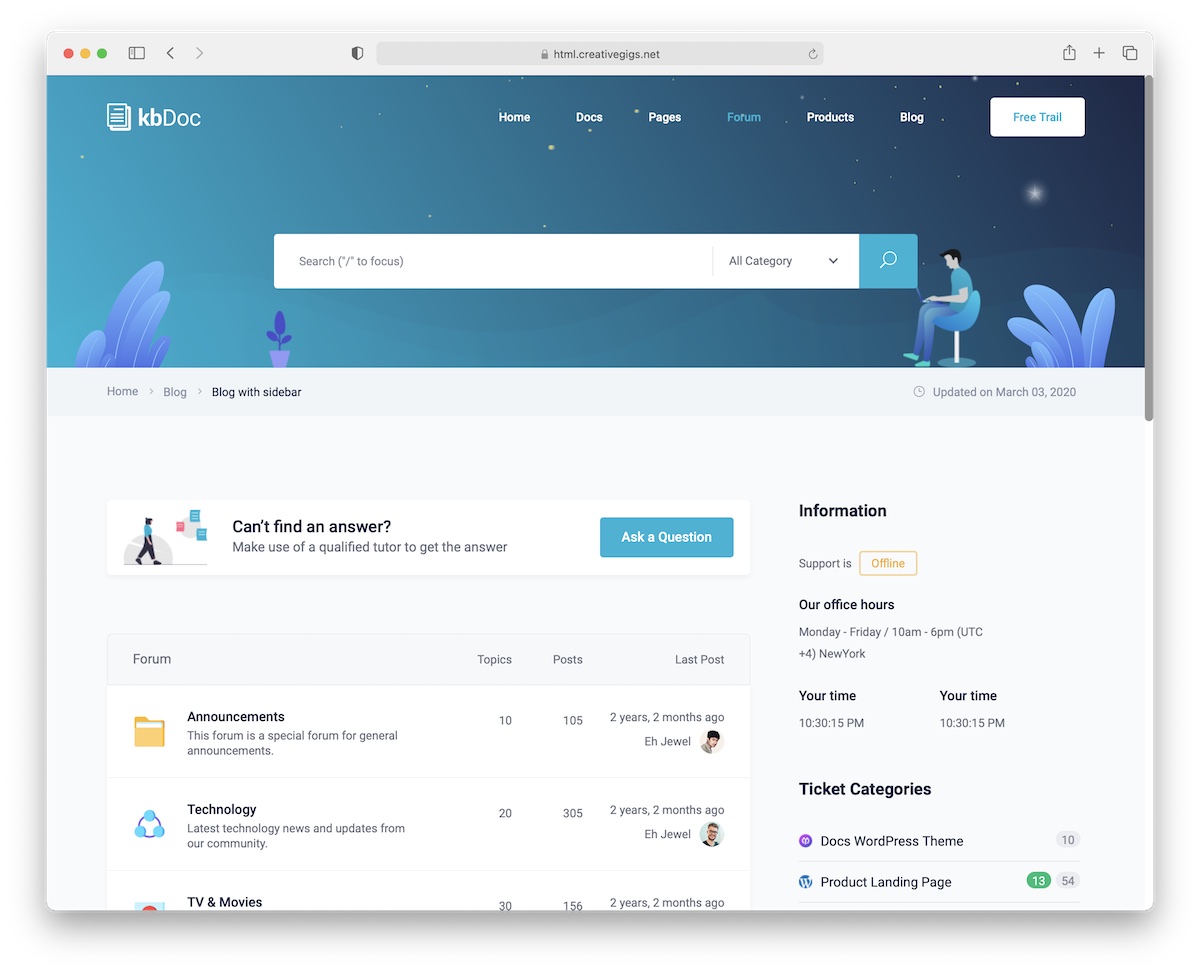 html.creativegigs.net
kbDoc
Home Docs Pages Forum Products Blog Free Trail
Search ("/" to focus) All Category
Home > Blog > Blog with sidebar Updated on March 03, 2020
Can't find an answer?
Make use of a qualified tutor to get the answer
Ask a Question
Forum Topics Posts Last Post
Announcements 10 105 2 years, 2 months ago
This forum is a special forum for general
announcements.
Eh Jewel
Technology 20 305 2 years, 2 months ago
Latest technology news and updates from
our community.
Eh Jewel
TV & Movies 30 156 2 years, 2 months ago
Information
Support is Offline
Our office hours
Monday - Friday / 10am - 6pm (UTC
+4) NewYork
Your time Your time
10:30:15 PM 10:30:15 PM
Ticket Categories
Docs WordPress Theme 10
Product Landing Page 13 54